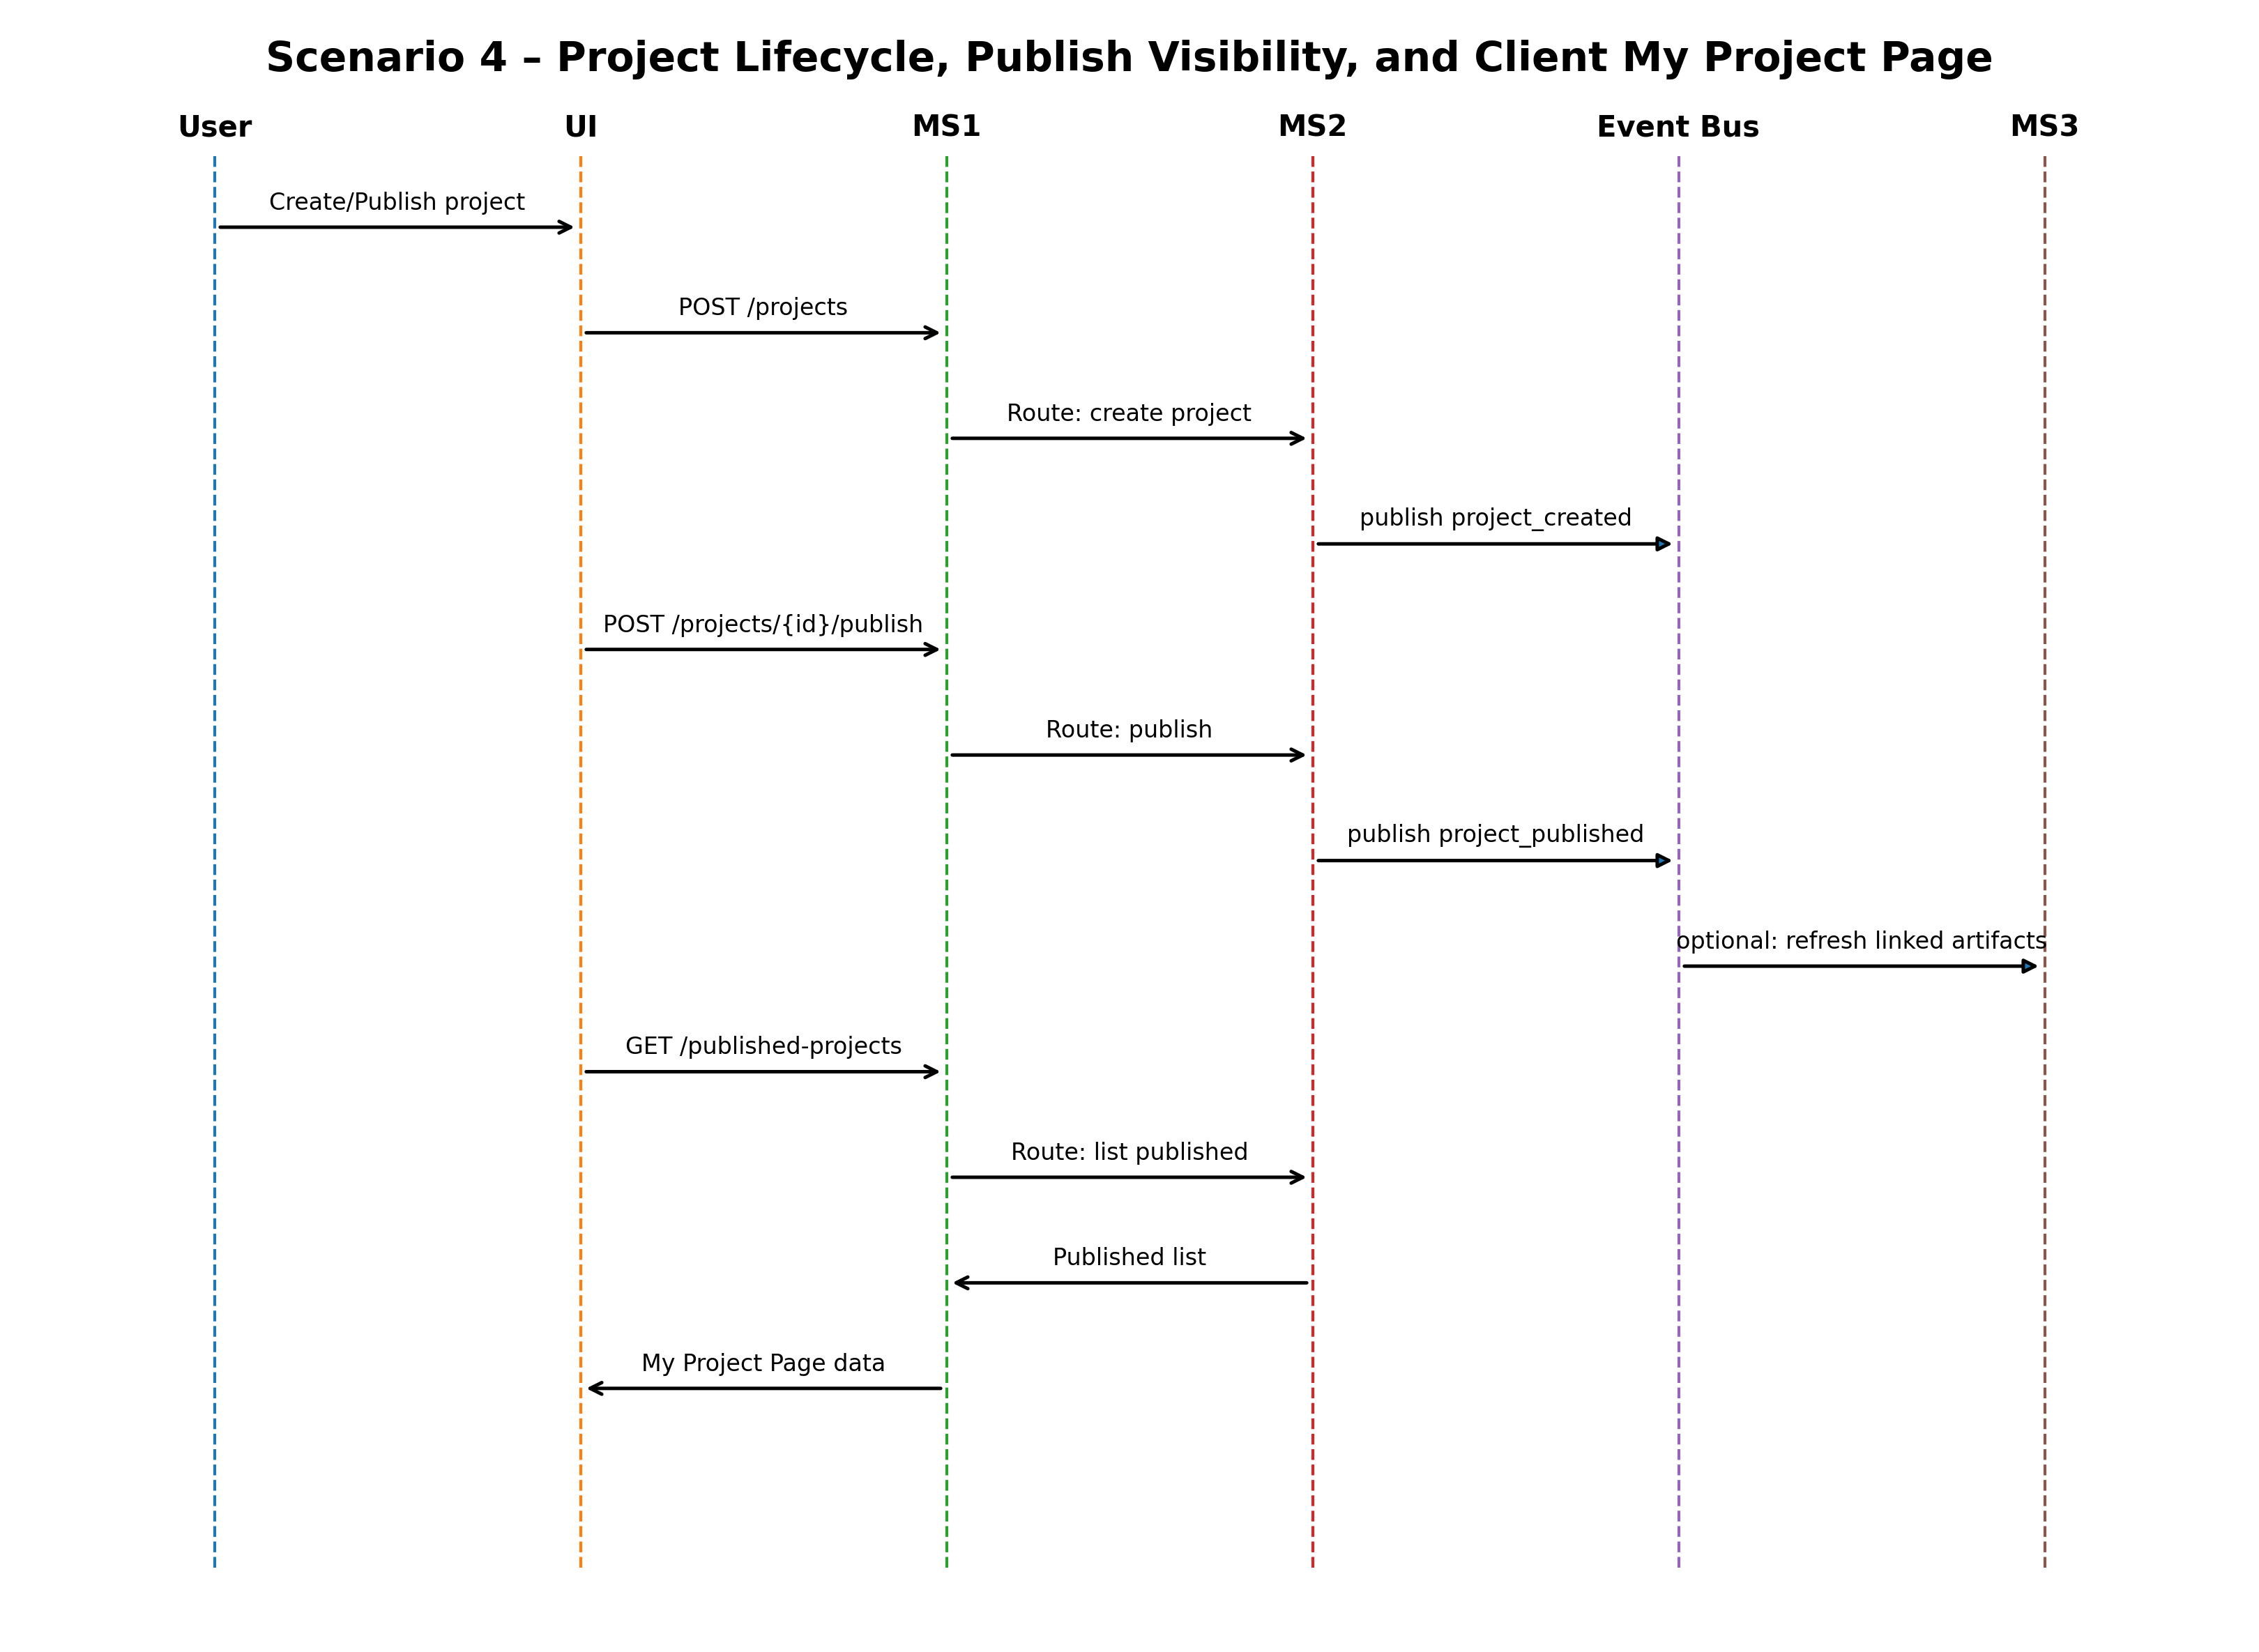 Scenario 4 – Project Lifecycle, Publish Visibility, and Client My Project Page
User UI MS1 MS2 Event Bus MS3
Create/Publish project
POST /projects
Route: create project
publish project_created
POST /projects/{id}/publish
Route: publish
publish project_published
optional: refresh linked artifacts
GET /published-projects
Route: list published
Published list
My Project Page data